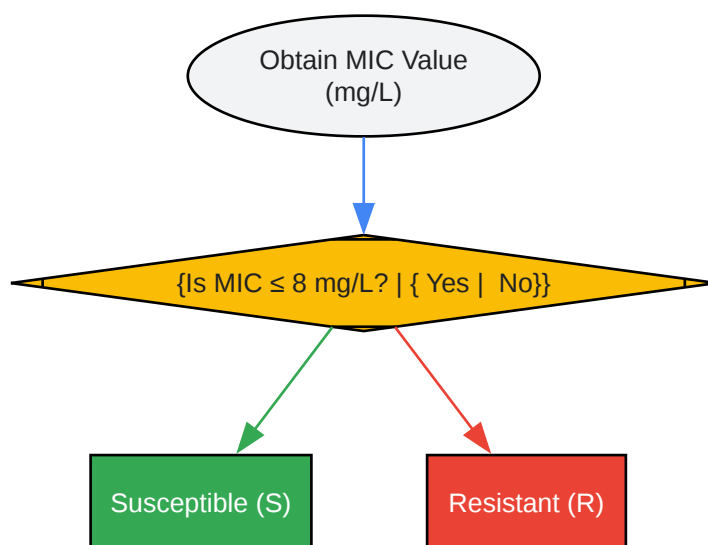 Obtain MIC Value
(mg/L)
{Is MIC ≤ 8 mg/L? | { Yes |  No}}
Susceptible (S)
Resistant (R)